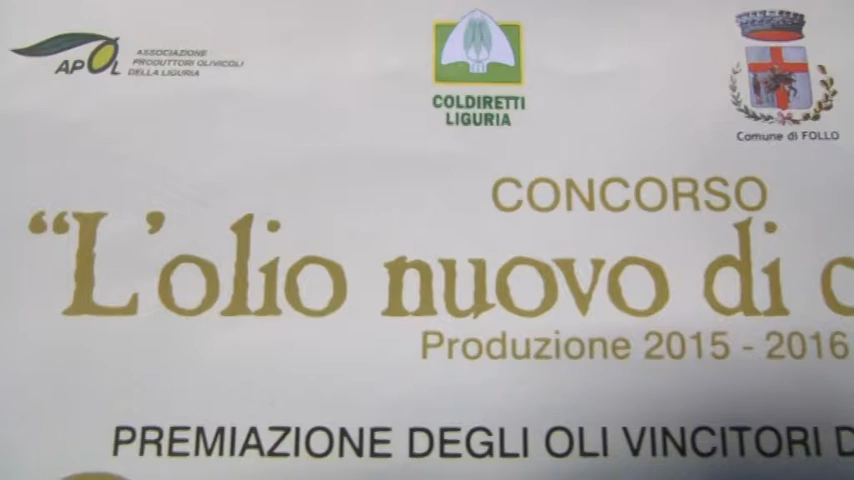 APOL
ASSOCIAZIONE
PRODUTTORI OLIVICOLI
DELLA LIGURIA
COLDIRETTI
LIGURIA
Comune di FOLLO
CONCORSO
“L’olio nuovo di
Produzione 2015 - 2016
PREMIAZIONE DEGLI OLI VINCITORI